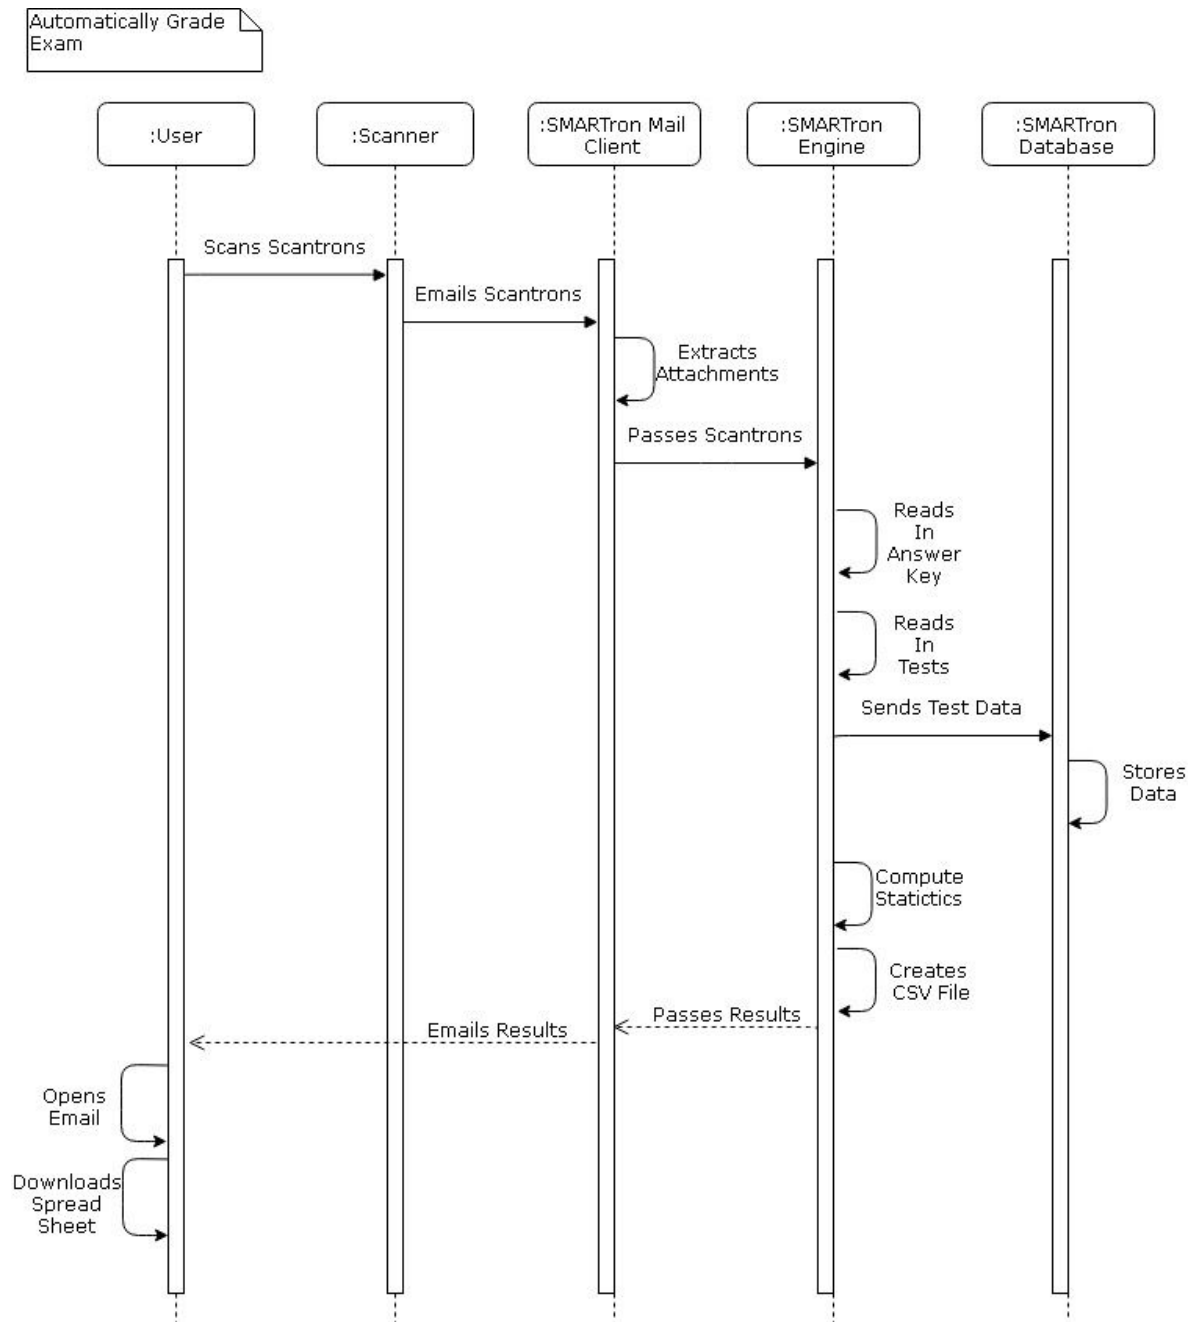 Automatically Grade
Exam
:User
:Scanner
:SMARTron Mail
Client
:SMARTron
Engine
:SMARTron
Database
Scans Scantrons
Emails Scantrons
Extracts
Attachments
Passes Scantrons
Reads
In
Answer
Key
Reads
In
Tests
Sends Test Data
Stores
Data
Compute
Statictics
Creates
CSV File
Passes Results
Emails Results
Opens
Email
Downloads
Spread
Sheet